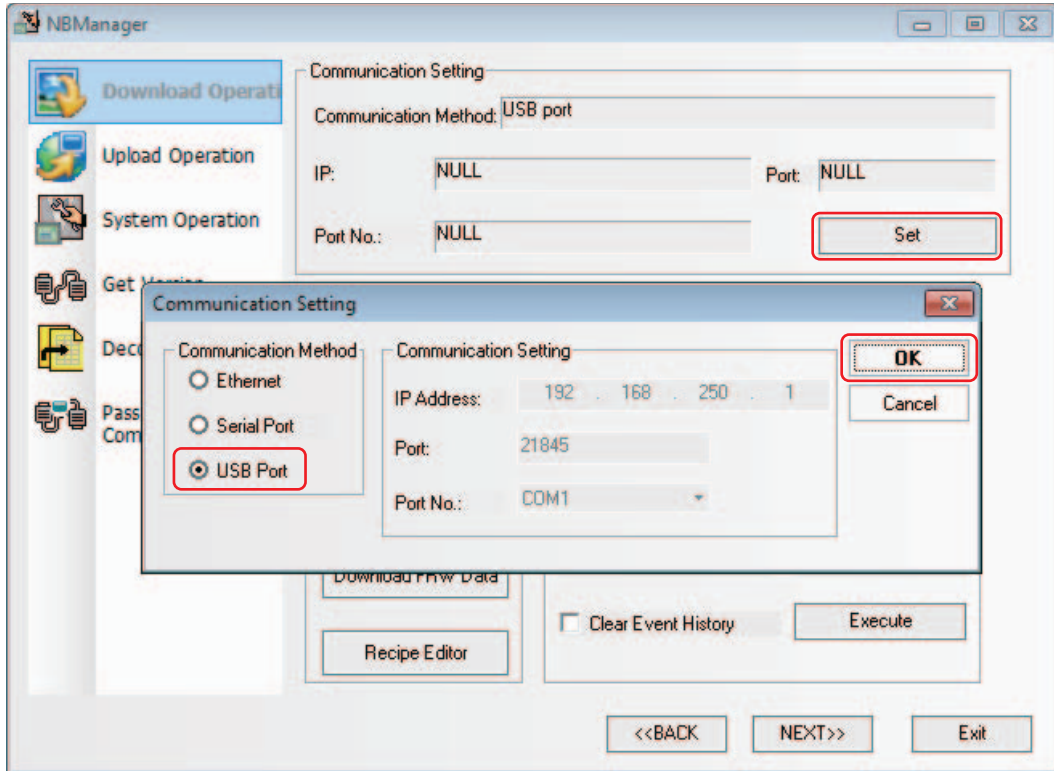 NBManager
Download Operati
Upload Operation
System Operation
Get
Communication Setting
Communication Method: USB port
IP: NULL Port: NULL
Port No.: NULL Set
Communication Setting
Communication Method
Ethernet
Serial Port
USB Port
Communication Setting
IP Address: 192 . 168 . 250 . 1
Port: 21845
Port No.: COM1
OK
Cancel
Deco
Pass
Com
Download Data
Recipe Editor
Clear Event History Execute
<<BACK NEXT>> Exit